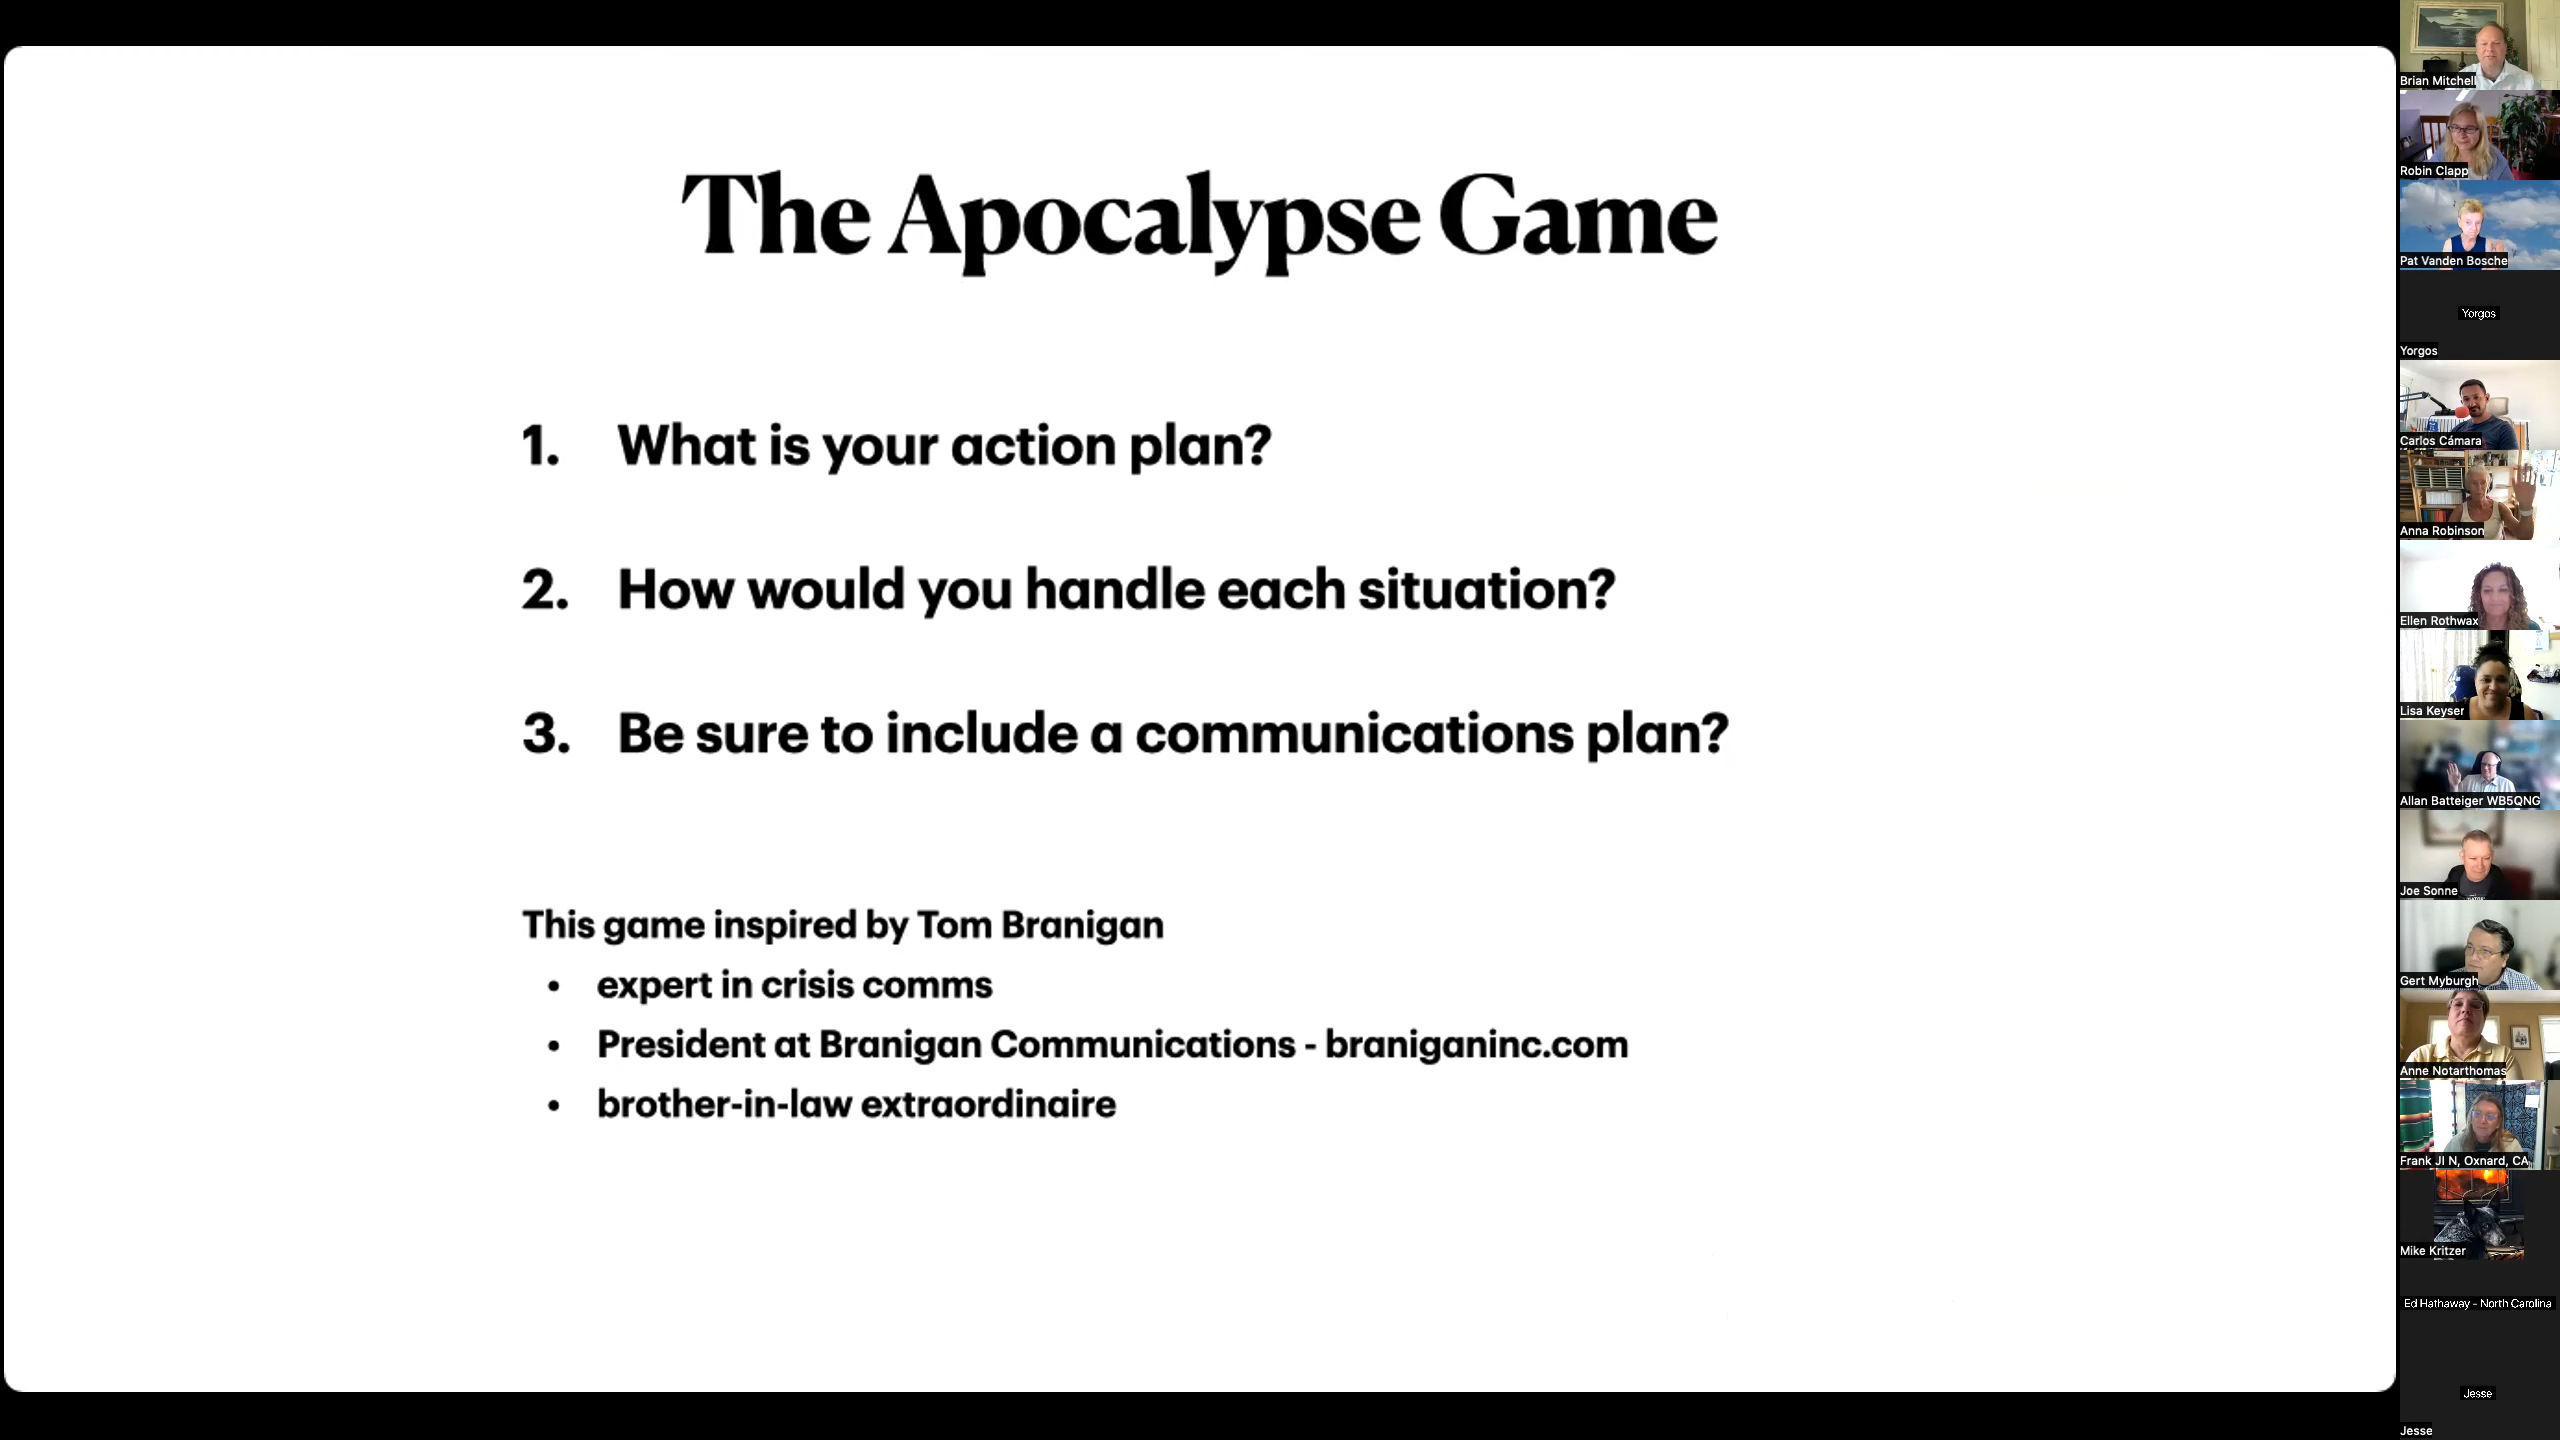 The Apocalypse Game
1. What is your action plan?
2. How would you handle each situation?
3. Be sure to include a communications plan?
This game inspired by Tom Branigan
• expert in crisis comms
• President at Branigan Communications - braniganinc.com
• brother-in-law extraordinaire
Brian Mitchell
Robin Clapp
Pat Vanden Bosche
Yorgos
Yorgos
Carlos Cámara
Anna Robinson
Ellen Rothwax
Lisa Keyser
Allan Batteiger WB5QNG
Joe Sonne
Gert Myburgh
Anne Notarthomas
Frank JI N, Oxnard, CA
Mike Kritzer
Ed Hathaway - North Carolina
Jesse
Jesse